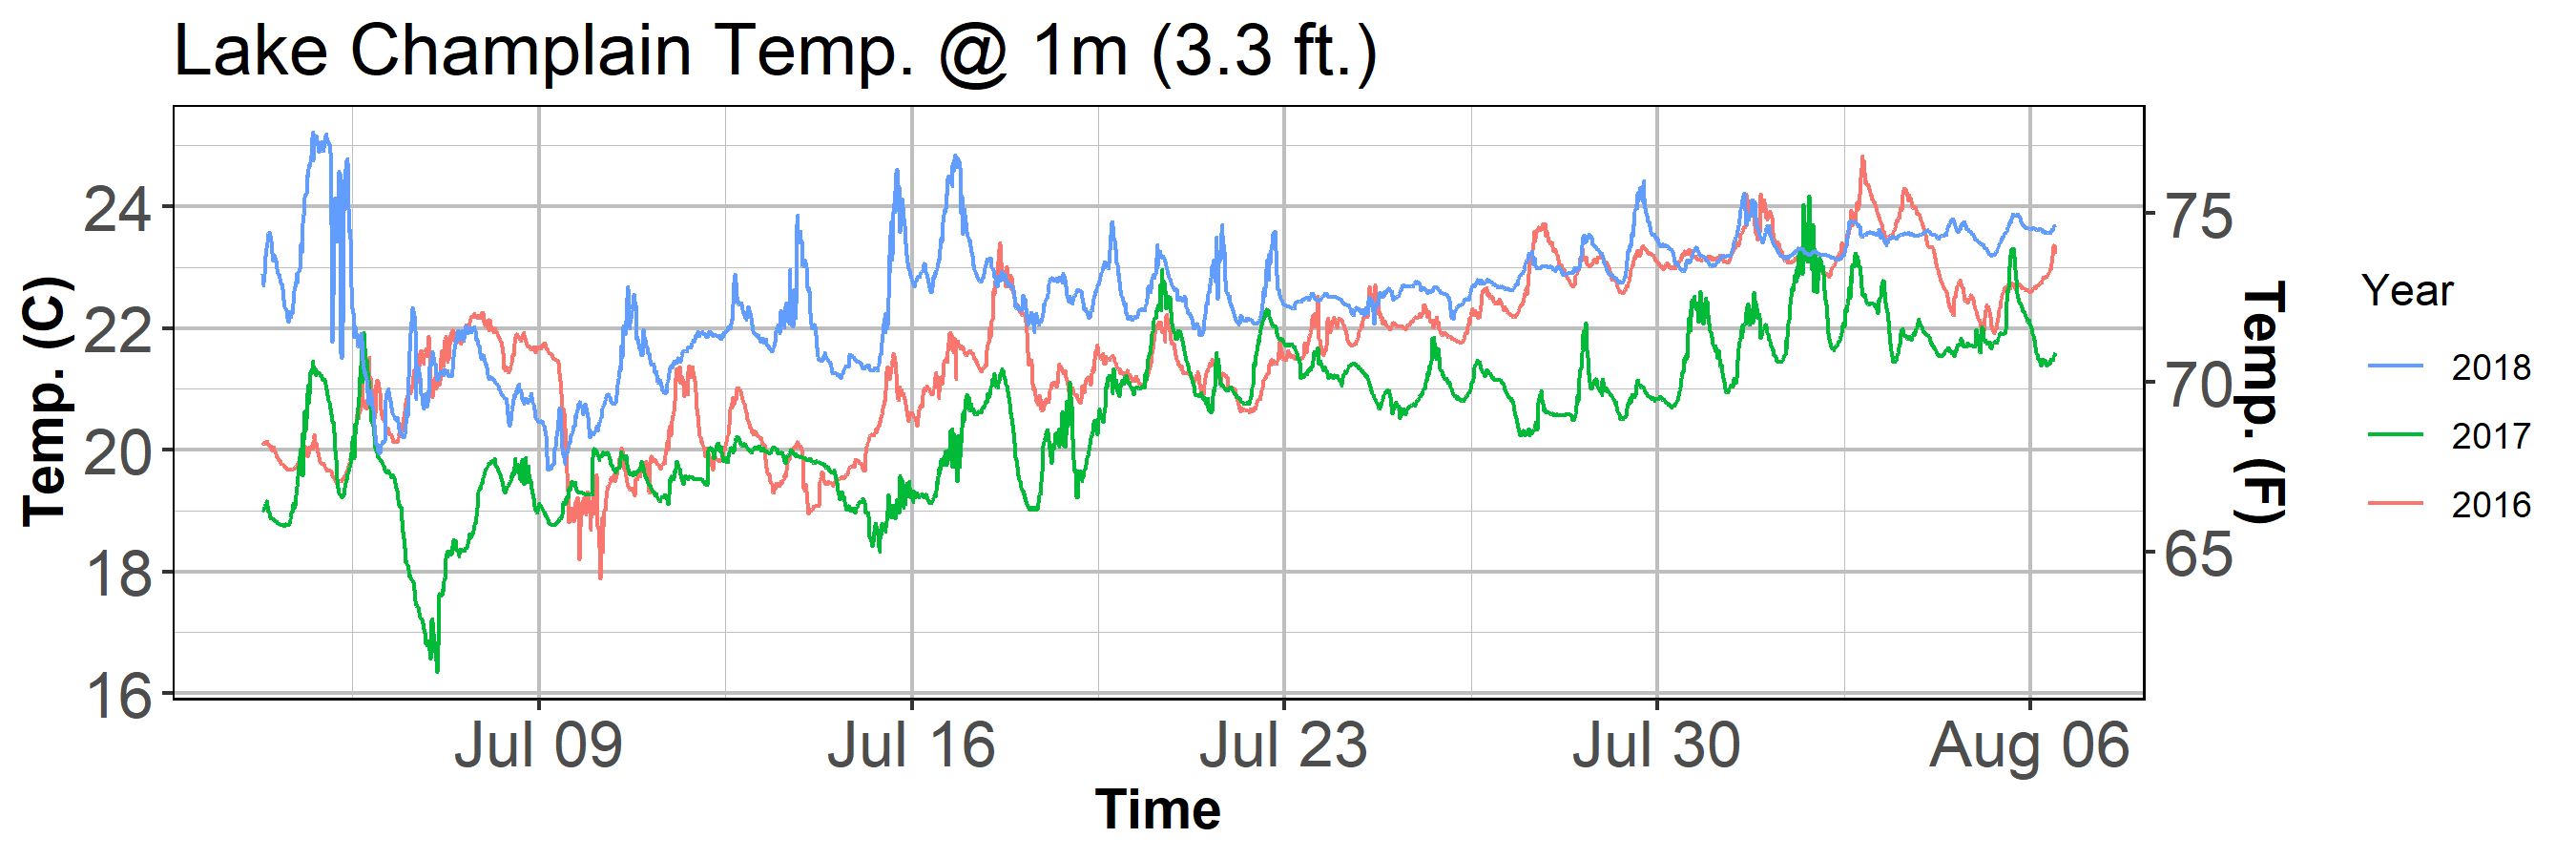 Lake Champlain Temp. @ 1m (3.3 ft.)
Temp. (C)
24
22
20
18
16
75
70
65
Temp. (F)
Jul 09
Jul 16
Jul 23
Jul 30
Aug 06
Time
Year
2018
2017
2016